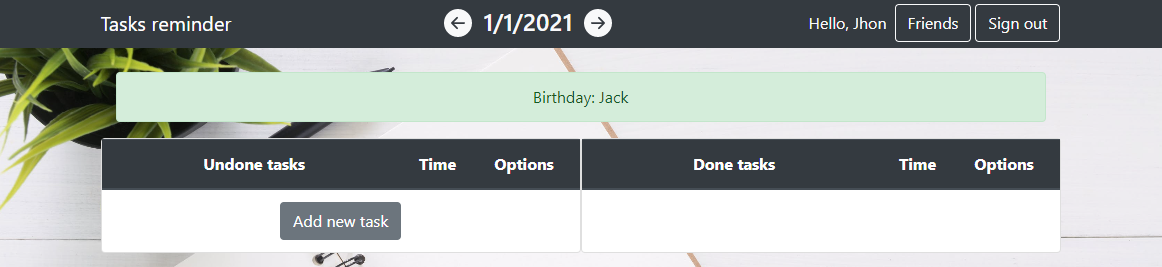 Tasks reminder 1/1/2021 Hello, Jhon Friends Sign out
Birthday: Jack
Undone tasks Time Options Done tasks Time Options
Add new task